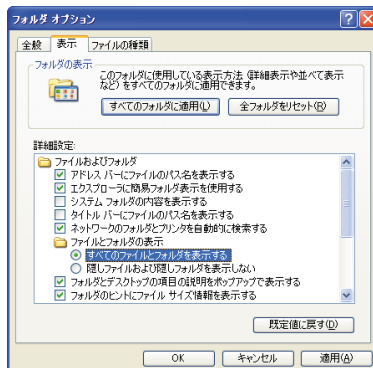 フォルダ オプション
全般 表示 ファイルの種類
フォルダの表示
このフォルダに使用している表示方法 (詳細表示や並べて表示
など) をすべてのフォルダに適用できます。
すべてのフォルダに適用(L) 全フォルダをリセット(R)
詳細設定:
ファイルおよびフォルダ
アドレス バーにファイルのパス名を表示する
エクスプローラに簡易フォルダ表示を使用する
システム フォルダの内容を表示する
タイトル バーにファイルのパス名を表示する
ネットワークのフォルダとプリンタを自動的に検索する
ファイルとフォルダの表示
すべてのファイルとフォルダを表示する
隠しファイルおよび隠しフォルダを表示しない
フォルダとデスクトップの項目の説明をポップアップで表示する
フォルダのヒントにファイル サイズ情報を表示する
既定値に戻す(D)
OK キャンセル 適用(A)